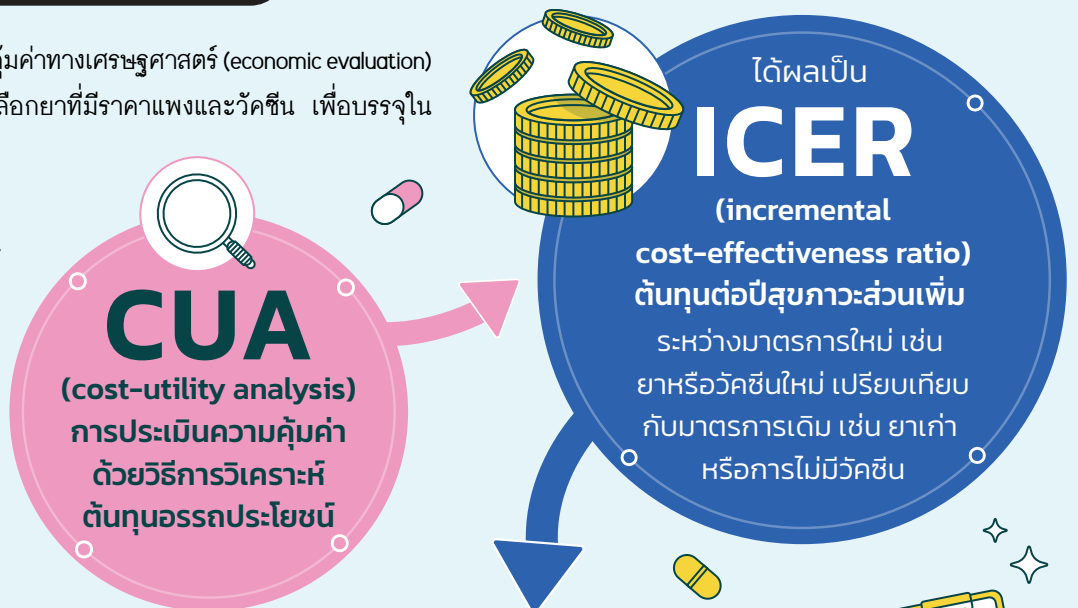 ุ้มค่าทางเศรษฐศาสตร์ (economic evaluation)
ลือกยาที่มีราคาแพงและวัคซีน เพื่อบรรจุใน
CUA
(cost-utility analysis)
การประเมินความคุ้มค่า
ด้วยวิธีการวิเคราะห์
ต้นทุนอรรถประโยชน์
ได้ผลเป็น
ICER
(incremental
cost-effectiveness ratio)
ต้นทุนต่อปีสุขภาวะส่วนเพิ่ม
ระหว่างมาตรการใหม่ เช่น
ยาหรือวัคซีนใหม่ เปรียบเทียบ
กับมาตรการเดิม เช่น ยาเก่า
หรือการไม่มีวัคซีน